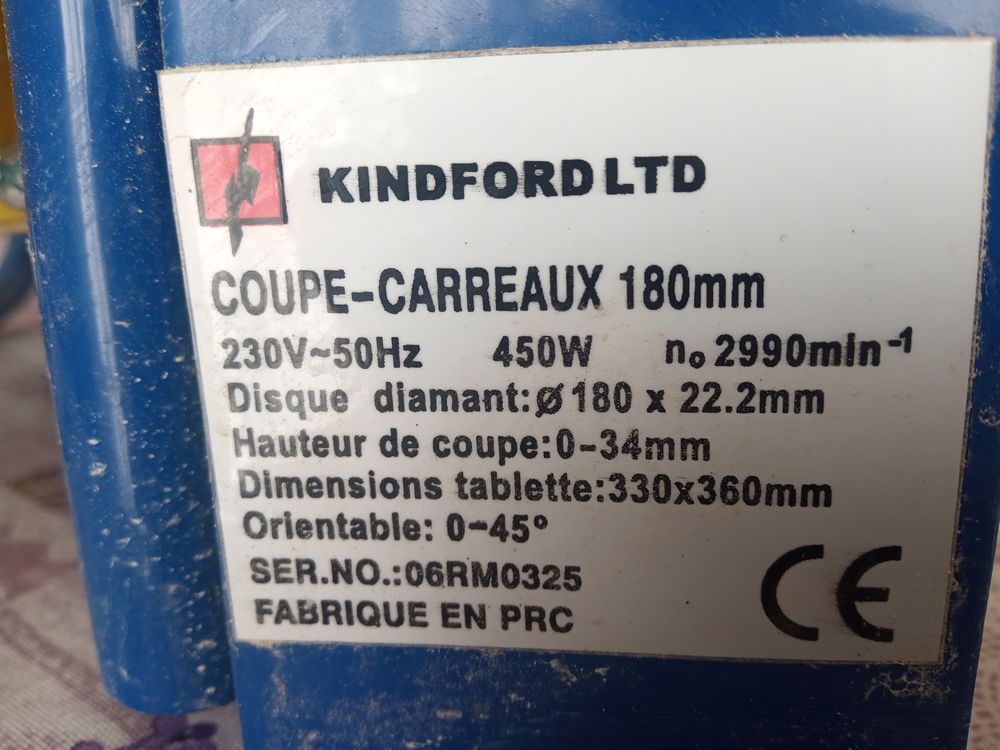 KINDFORD LTD
COUPE-CARREAUX 180mm
230V~50Hz 450W n₀ 2990min⁻¹
Disque diamant:Ø180 x 22.2mm
Hauteur de coupe:0-34mm
Dimensions tablette:330x360mm
Orientable: 0-45°
SER.NO.:06RM0325
FABRIQUE EN PRC
CE